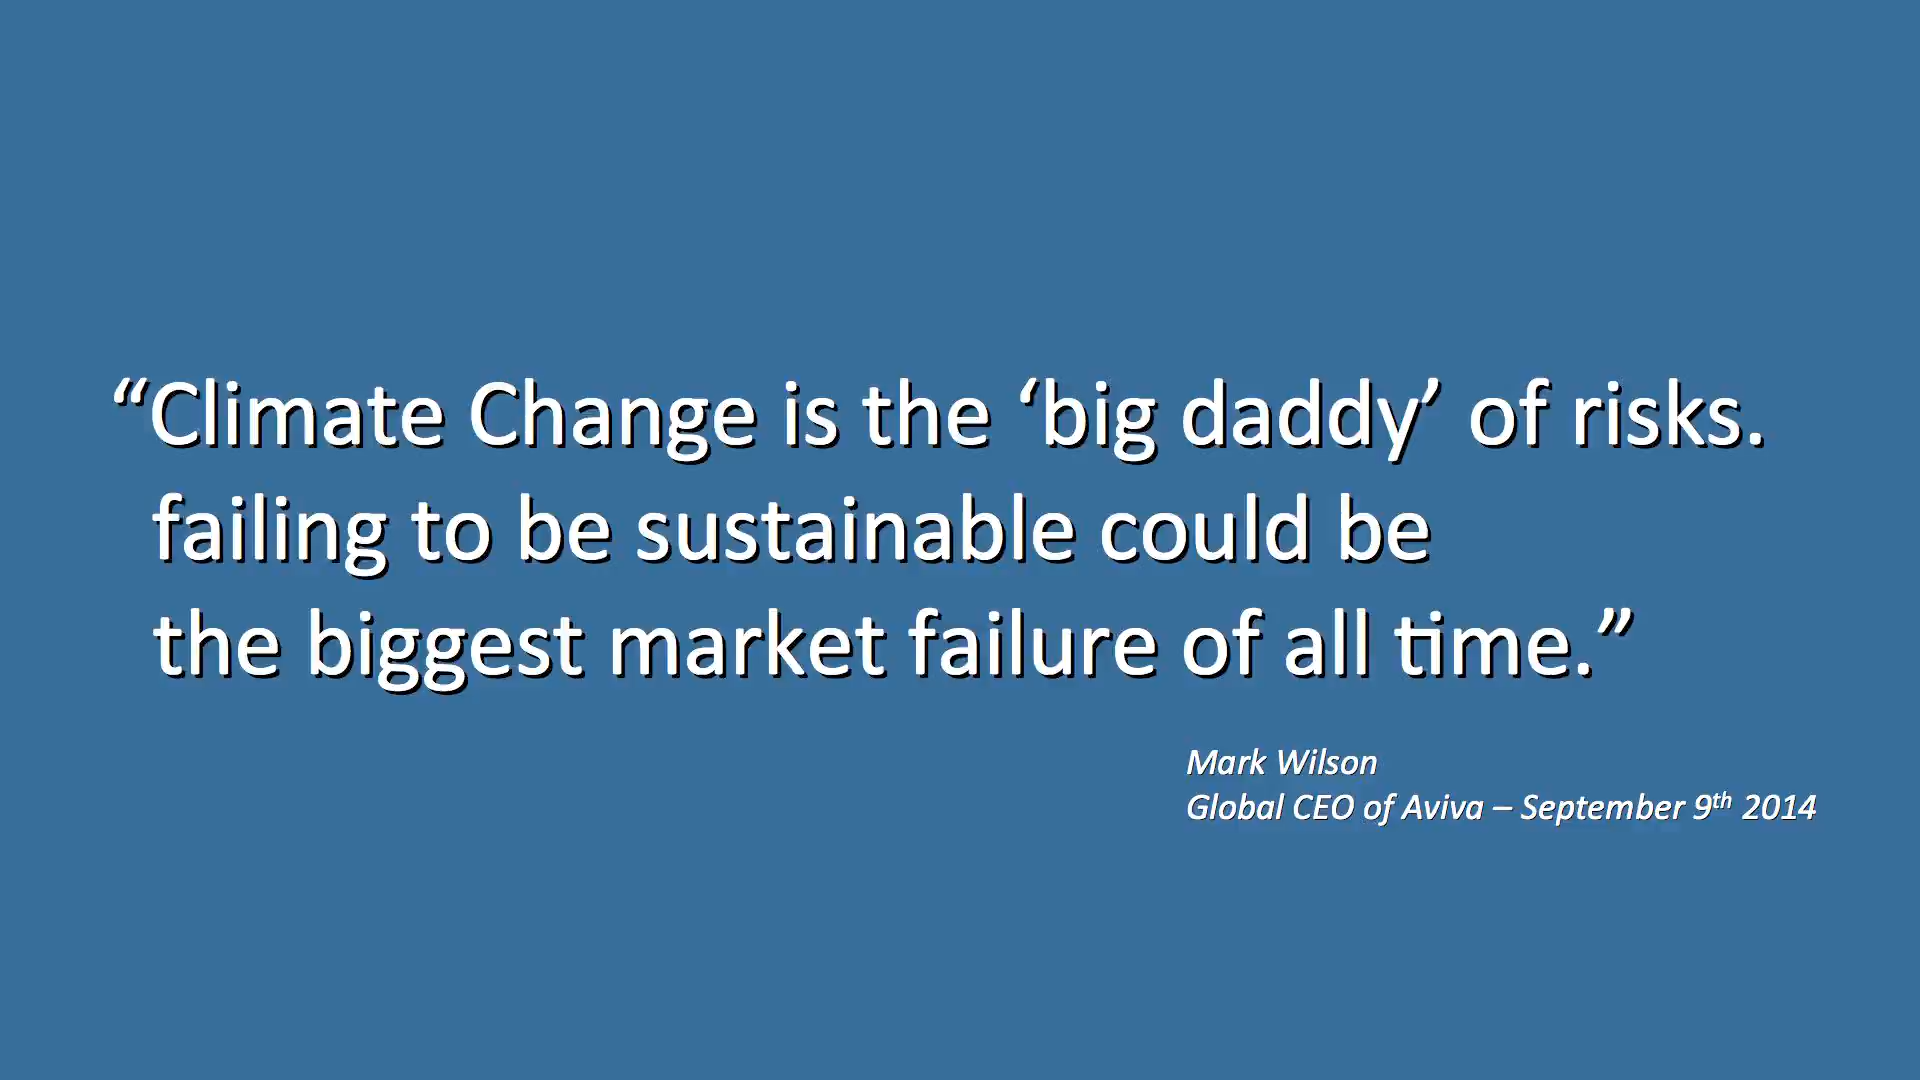 “Climate Change is the ‘big daddy’ of risks.
failing to be sustainable could be
the biggest market failure of all time.”
Mark Wilson
Global CEO of Aviva – September 9th 2014